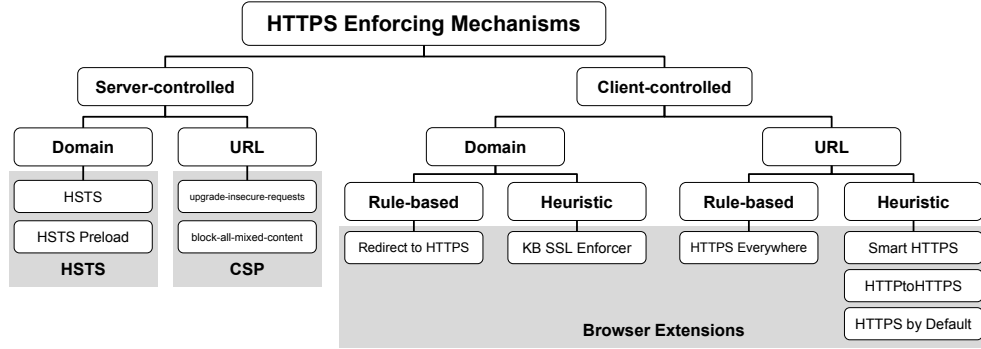 HTTPS Enforcing Mechanisms
Server-controlled
Client-controlled
Domain
URL
Domain
URL
Rule-based
Heuristic
Rule-based
Heuristic
HSTS
upgrade-insecure-requests
HSTS Preload
block-all-mixed-content
HSTS
CSP
Redirect to HTTPS
KB SSL Enforcer
HTTPS Everywhere
Smart HTTPS
HTTPtoHTTPS
HTTPS by Default
Browser Extensions